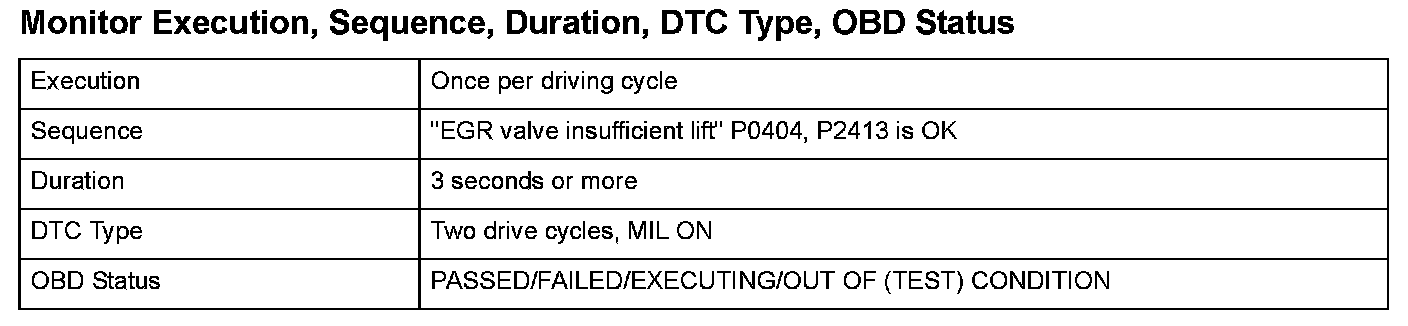 Monitor Execution, Sequence, Duration, DTC Type, OBD Status
Execution Once per driving cycle
Sequence "EGR valve insufficient lift" P0404, P2413 is OK
Duration 3 seconds or more
DTC Type Two drive cycles, MIL ON
OBD Status PASSED/FAILED/EXECUTING/OUT OF (TEST) CONDITION